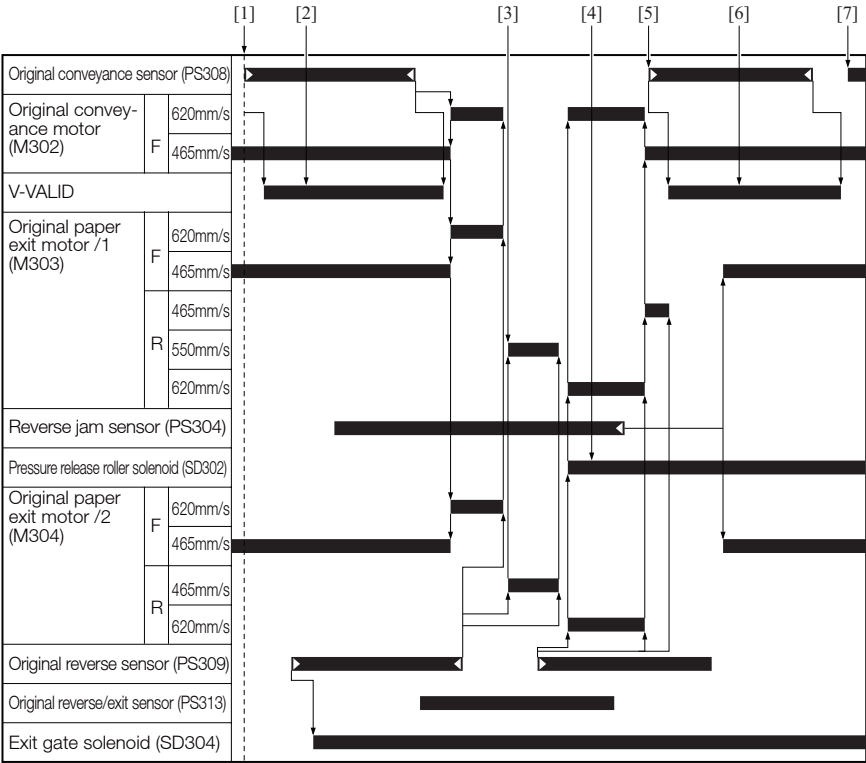 [1] [2] [3] [4] [5] [6] [7]
Original conveyance sensor (PS308)
Original convey-
ance motor
(M302)
F
620mm/s
465mm/s
V-VALID
Original paper
exit motor /1
(M303)
F
620mm/s
465mm/s
R
465mm/s
550mm/s
620mm/s
Reverse jam sensor (PS304)
Pressure release roller solenoid (SD302)
Original paper
exit motor /2
(M304)
F
620mm/s
465mm/s
R
465mm/s
620mm/s
Original reverse sensor (PS309)
Original reverse/exit sensor (PS313)
Exit gate solenoid (SD304)